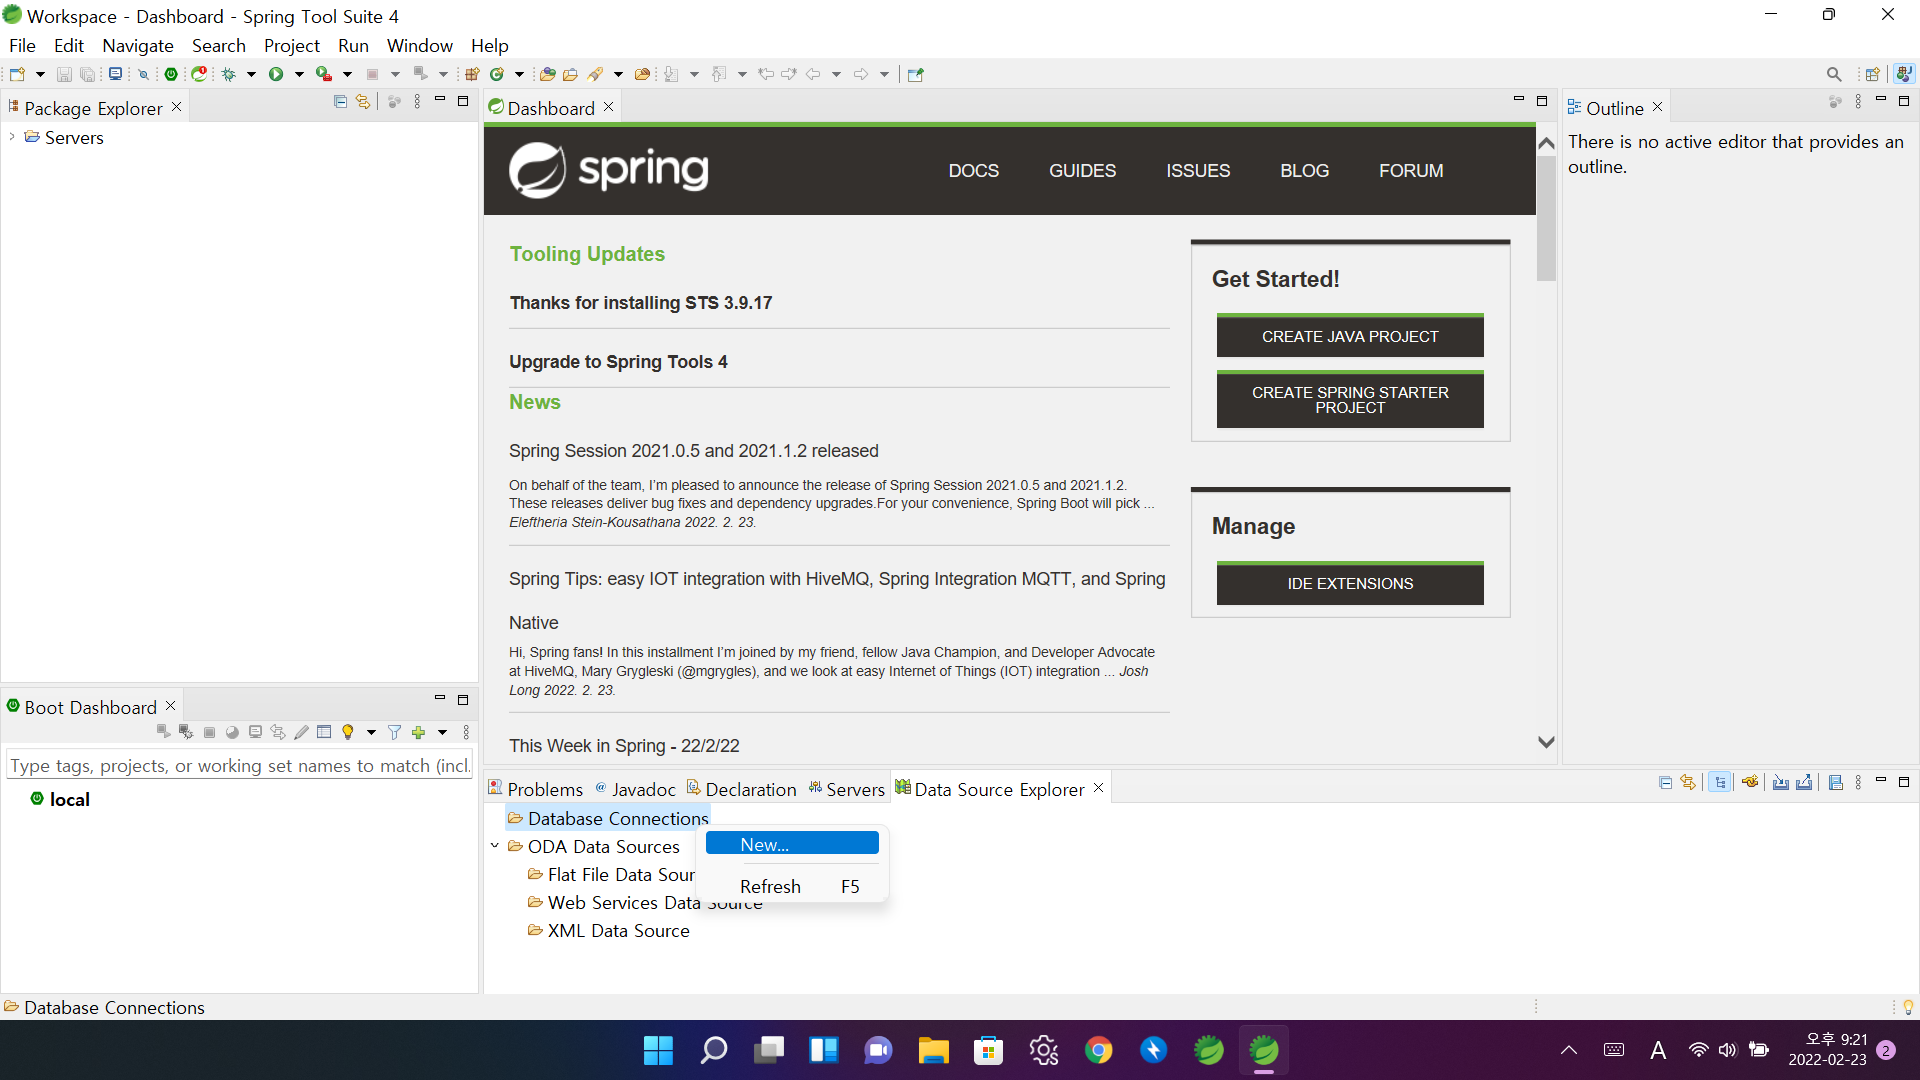 Workspace - Dashboard - Spring Tool Suite 4
File Edit Navigate Search Project Run Window Help
Package Explorer
Servers
Dashboard
spring
DOCS GUIDES ISSUES BLOG FORUM
Tooling Updates
Thanks for installing STS 3.9.17
Upgrade to Spring Tools 4
News
Spring Session 2021.0.5 and 2021.1.2 released
On behalf of the team, I'm pleased to announce the release of Spring Session 2021.0.5 and 2021.1.2.
These releases deliver bug fixes and dependency upgrades.For your convenience, Spring Boot will pick ...
Eleftheria Stein-Kousathana 2022. 2. 23.
Spring Tips: easy IOT integration with HiveMQ, Spring Integration MQTT, and Spring
Native
Hi, Spring fans! In this installment I'm joined by my friend, fellow Java Champion, and Developer Advocate
at HiveMQ, Mary Grygleski (@mgrygles), and we look at easy Internet of Things (IOT) integration ... Josh
Long 2022. 2. 23.
This Week in Spring - 22/2/22
Get Started!
CREATE JAVA PROJECT
CREATE SPRING STARTER
PROJECT
Manage
IDE EXTENSIONS
Outline
There is no active editor that provides an
outline.
Boot Dashboard
Type tags, projects, or working set names to match (incl.
local
Problems @ Javadoc Declaration Servers Data Source Explorer
Database Connections
ODA Data Sources
Flat File Data Sour
Web Services Data Source
XML Data Source
New...
Refresh F5
Database Connections
A
오후 9:21
2022-02-23
2